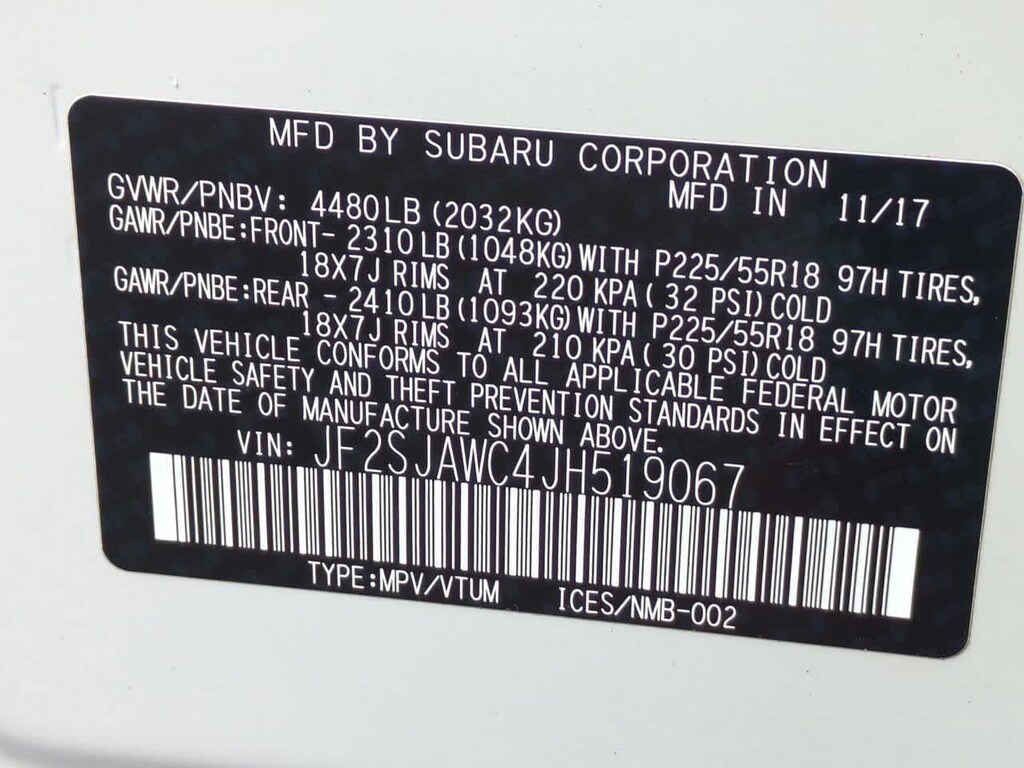 MFD BY SUBARU CORPORATION
MFD IN 11/17
GVWR/PNBV: 4480LB (2032KG)
GAWR/PNBE:FRONT- 2310LB (1048KG) WITH P225/55R18 97H TIRES,
18X7J RIMS AT 220 KPA ( 32 PSI) COLD
GAWR/PNBE:REAR - 2410LB (1093KG) WITH P225/55R18 97H TIRES,
18X7J RIMS AT 210 KPA ( 30 PSI) COLD
THIS VEHICLE CONFORMS TO ALL APPLICABLE FEDERAL MOTOR
VEHICLE SAFETY AND THEFT PREVENTION STANDARDS IN EFFECT ON
THE DATE OF MANUFACTURE SHOWN ABOVE.
VIN: JF2SJAWC4JH519067
TYPE:MPV/VTUM ICES/NMB-002